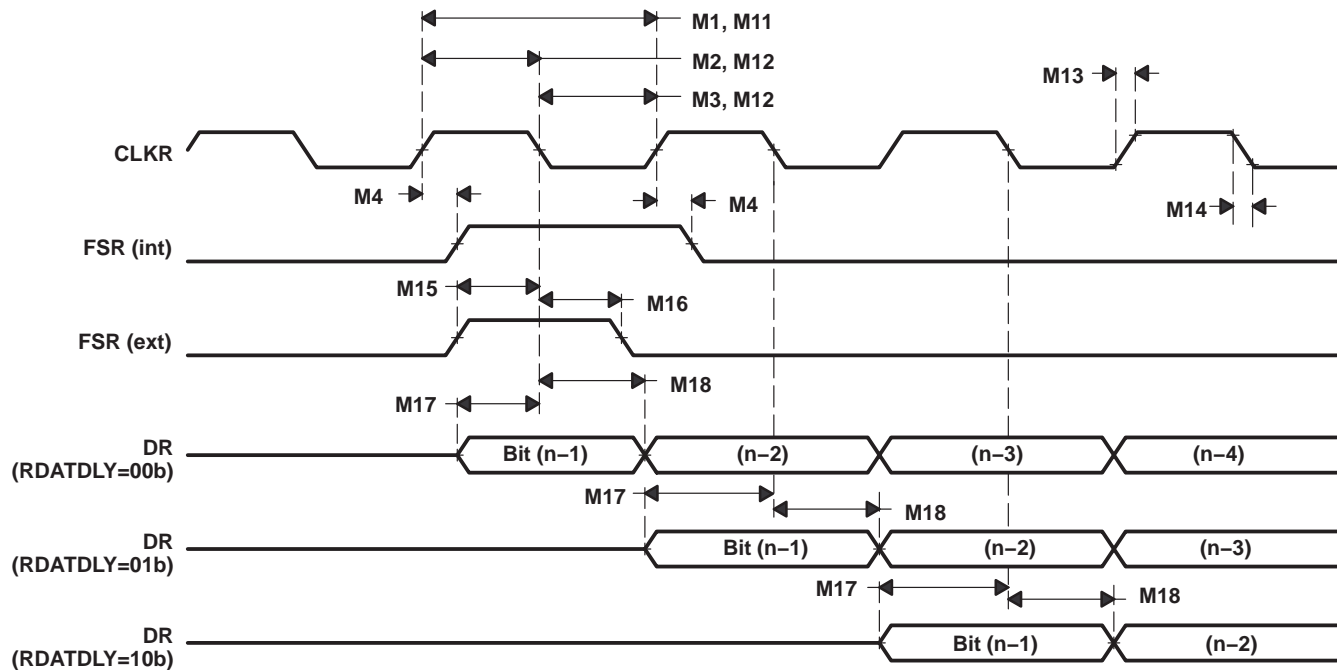 M1, M11
M2, M12
M3, M12
M13
CLKR
M4
M4
M14
FSR (int)
M15
M16
FSR (ext)
M18
M17
DR
(RDATDLY=00b)
Bit (n–1)
(n–2)
(n–3)
(n–4)
M17
M18
DR
(RDATDLY=01b)
Bit (n–1)
(n–2)
(n–3)
M17
M18
DR
(RDATDLY=10b)
Bit (n–1)
(n–2)